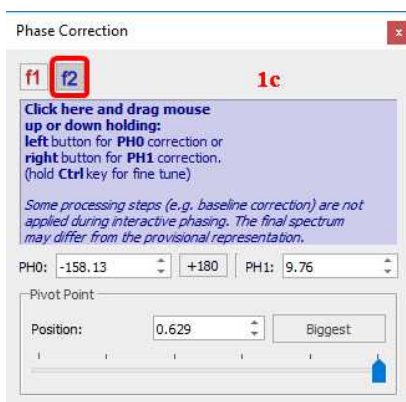 Phase Correction x
f1 f2 1c
Click here and drag mouse
up or down holding:
left button for PH0 correction or
right button for PH1 correction.
(hold Ctrl key for fine tune)
Some processing steps (e.g. baseline correction) are not
applied during interactive phasing. The final spectrum
may differ from the provisional representation.
PH0: -158.13 +180 PH1: 9.76
Pivot Point
Position: 0.629 Biggest